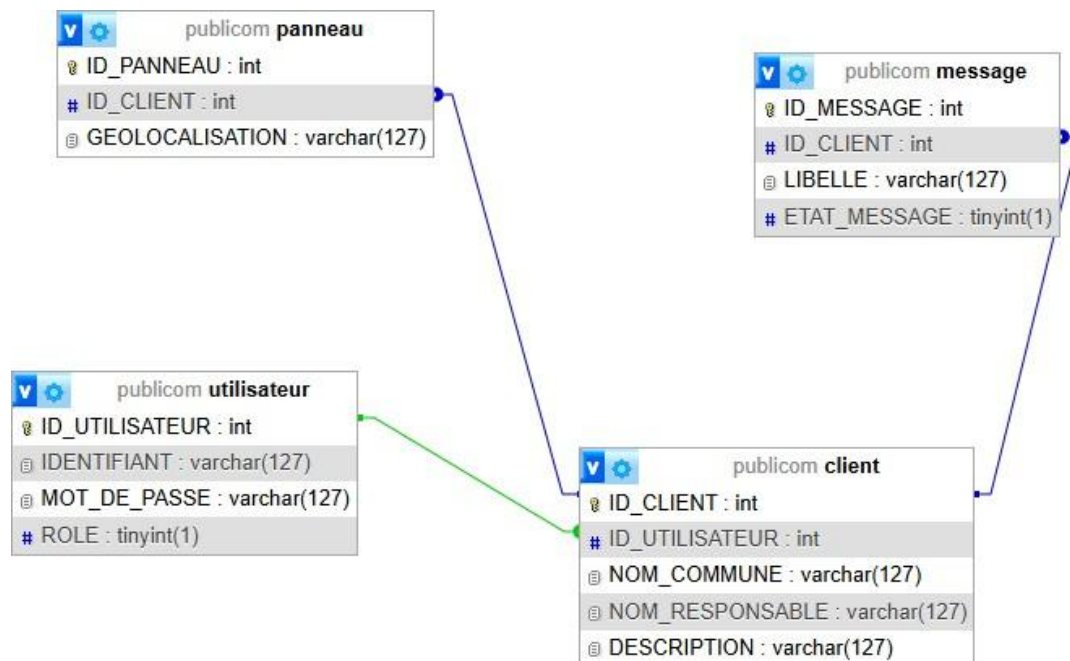 publicom panneau
ID_PANNEAU : int
# ID_CLIENT : int
GEOLOCALISATION : varchar(127)
publicom message
ID_MESSAGE : int
# ID_CLIENT : int
LIBELLE : varchar(127)
# ETAT_MESSAGE : tinyint(1)
publicom utilisateur
ID_UTILISATEUR : int
IDENTIFIANT : varchar(127)
MOT_DE_PASSE : varchar(127)
# ROLE : tinyint(1)
publicom client
ID_CLIENT : int
# ID_UTILISATEUR : int
NOM_COMMUNE : varchar(127)
NOM_RESPONSABLE : varchar(127)
DESCRIPTION : varchar(127)